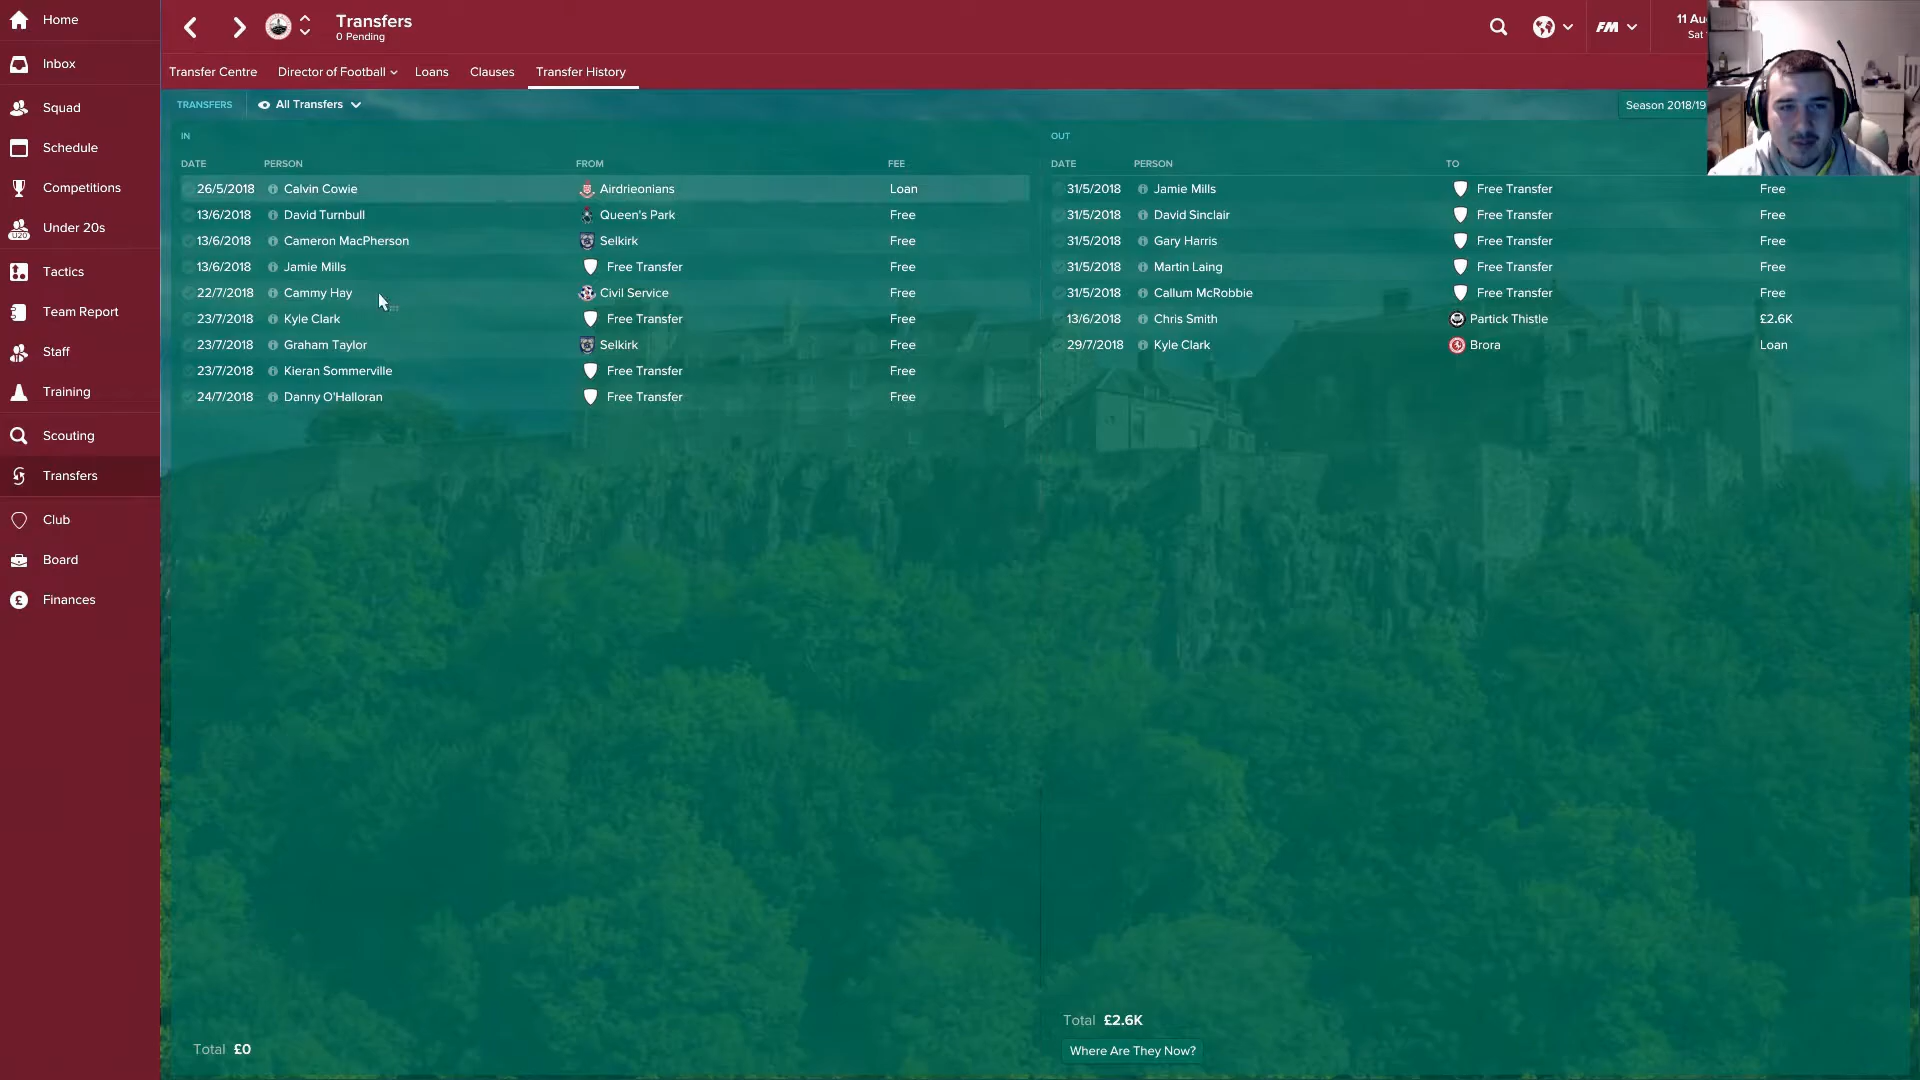 Home
Inbox
Squad
Schedule
Competitions
Under 20s
Tactics
Team Report
Staff
Training
Scouting
Transfers
Club
Board
Finances
Transfers
0 Pending
FM
Sat
Transfer Centre Director of Football Loans Clauses Transfer History
TRANSFERS All Transfers
Season 2018/19
IN
DATE PERSON FROM FEE
26/5/2018 Calvin Cowie Airdrieonians Loan
13/6/2018 David Turnbull Queen's Park Free
13/6/2018 Cameron MacPherson Selkirk Free
13/6/2018 Jamie Mills Free Transfer Free
22/7/2018 Cammy Hay Civil Service Free
23/7/2018 Kyle Clark Free Transfer Free
23/7/2018 Graham Taylor Selkirk Free
23/7/2018 Kieran Sommerville Free Transfer Free
24/7/2018 Danny O'Halloran Free Transfer Free
Total £0
OUT
DATE PERSON TO
31/5/2018 Jamie Mills Free Transfer Free
31/5/2018 David Sinclair Free Transfer Free
31/5/2018 Gary Harris Free Transfer Free
31/5/2018 Martin Laing Free Transfer Free
31/5/2018 Callum McRobbie Free Transfer Free
13/6/2018 Chris Smith Partick Thistle £2.6K
29/7/2018 Kyle Clark Brora Loan
Total £2.6K
Where Are They Now?